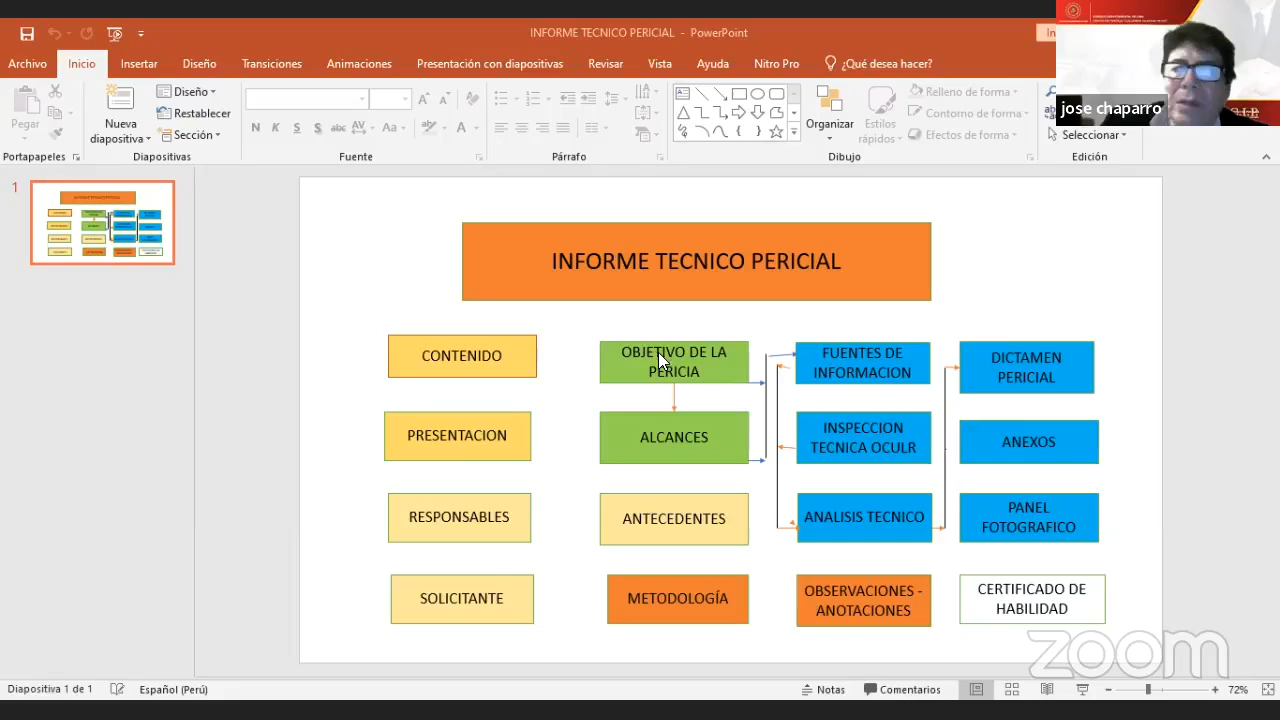 INFORME TECNICO PERICIAL - PowerPoint
Archivo
Inicio
Insertar
Diseño
Transiciones
Animaciones
Presentación con diapositivas
Revisar
Vista
Ayuda
Nitro Pro
¿Qué desea hacer?
jose chaparro
Pegar
Nueva
diapositiva
Diseño
Restablecer
Sección
N K S S abc AV Aa
Organizar
Estilos
rápidos
Relleno de forma
Contorno de forma
Efectos de forma
Seleccionar
Portapapeles
Diapositivas
Fuente
Párrafo
Dibujo
Edición
1
INFORME TECNICO PERICIAL
CONTENIDO
PRESENTACION
RESPONSABLES
SOLICITANTE
OBJETIVO DE LA
PERICIA
ALCANCES
ANTECEDENTES
METODOLOGÍA
FUENTES DE
INFORMACION
INSPECCION
TECNICA OCULR
ANALISIS TECNICO
OBSERVACIONES -
ANOTACIONES
DICTAMEN
PERICIAL
ANEXOS
PANEL
FOTOGRAFICO
CERTIFICADO DE
HABILIDAD
zoom
Diapositiva 1 de 1
Español (Perú)
Notas
Comentarios
72%